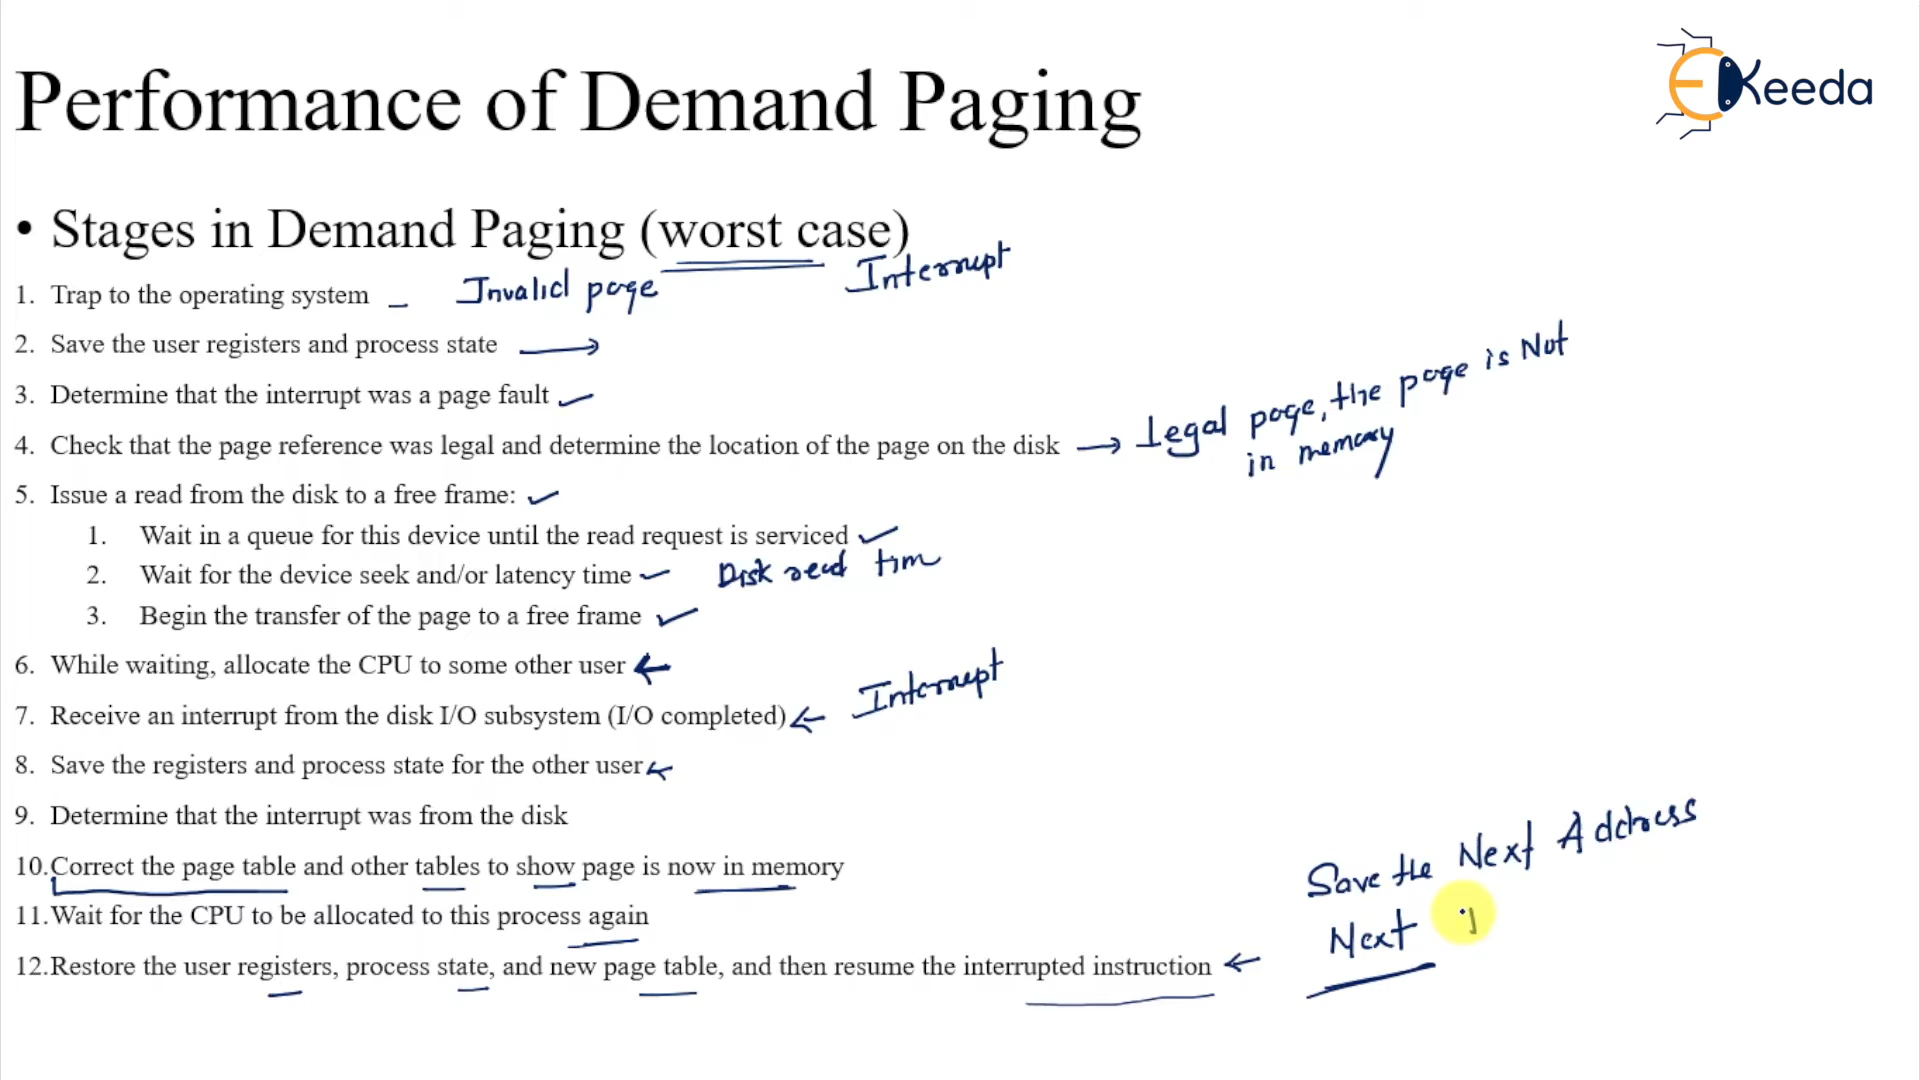 Keeda
Performance of Demand Paging
• Stages in Demand Paging (worst case)
Interrupt
1. Trap to the operating system – Invalid page
2. Save the user registers and process state
3. Determine that the interrupt was a page fault
Legal page, the page is Not
4. Check that the page reference was legal and determine the location of the page on the disk
in memory
5. Issue a read from the disk to a free frame:
1. Wait in a queue for this device until the read request is serviced
2. Wait for the device seek and/or latency time Disk read tim
3. Begin the transfer of the page to a free frame
6. While waiting, allocate the CPU to some other user
Interrupt
7. Receive an interrupt from the disk I/O subsystem (I/O completed)
8. Save the registers and process state for the other user
9. Determine that the interrupt was from the disk
Save the Next Address
10.Correct the page table and other tables to show page is now in memory
11.Wait for the CPU to be allocated to this process again
Next
12.Restore the user registers, process state, and new page table, and then resume the interrupted instruction